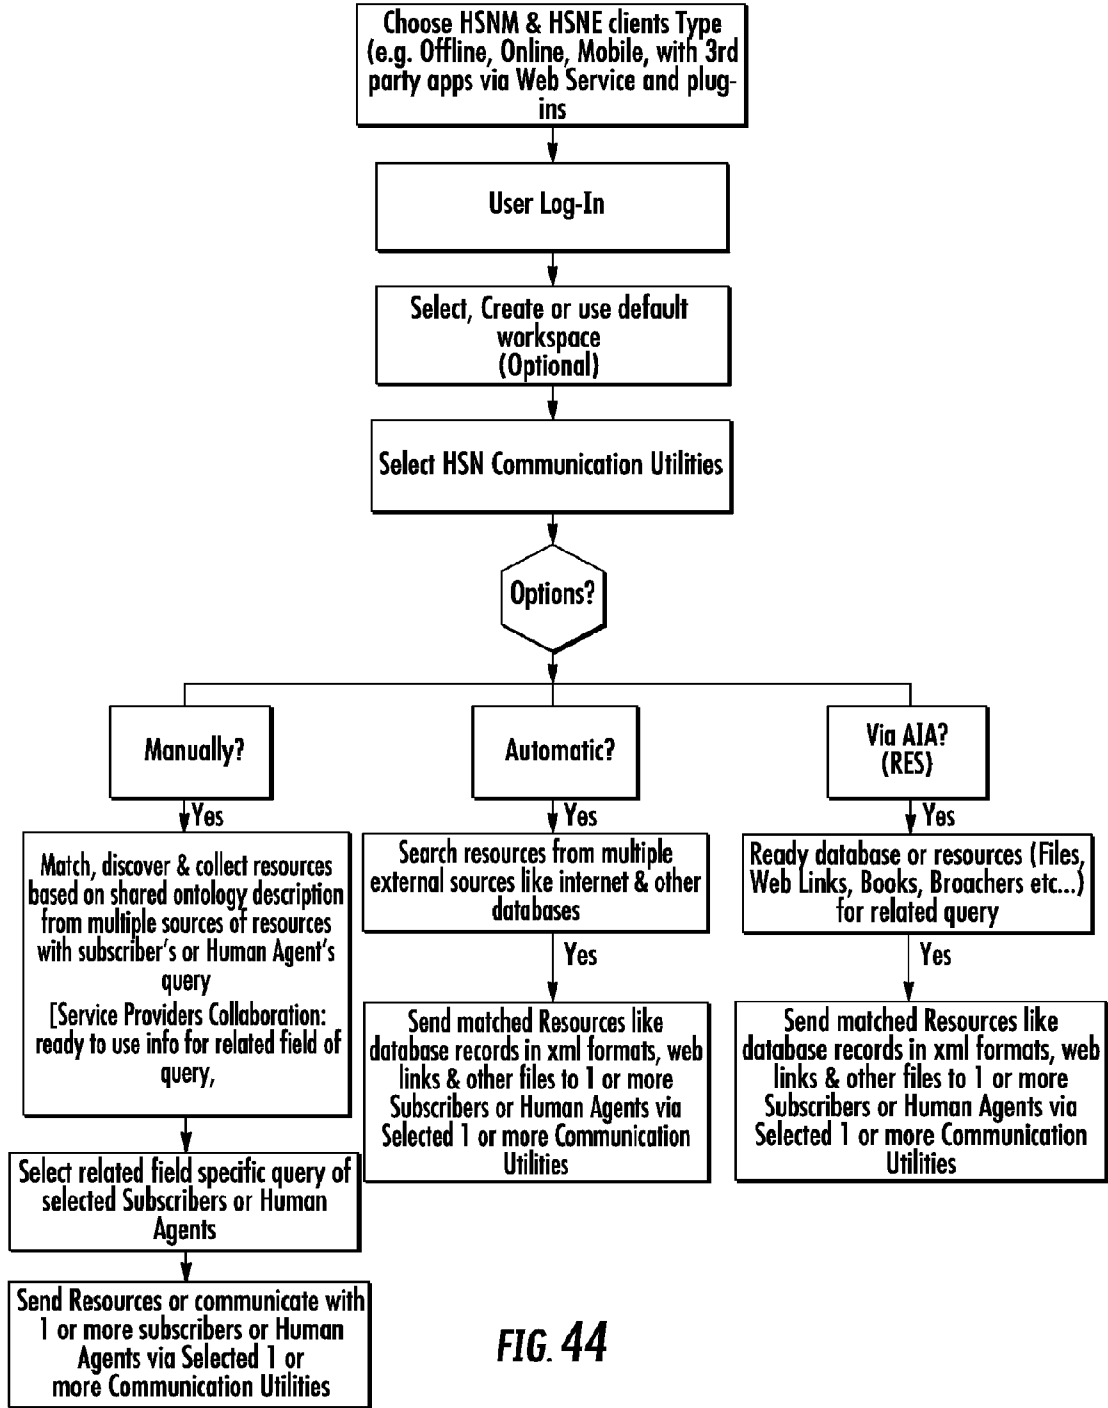 Choose HSNM & HSNE clients Type
(e.g. Offline, Online, Mobile, with 3rd
party apps via Web Service and plug-
ins
User Log-In
Select, Create or use default
workspace
(Optional)
Select HSN Communication Utilities
Options?
Manually?
Automatic?
Via AIA?
(RES)
Yes
Yes
Yes
Match, discover & collect resources
based on shared ontology description
from multiple sources of resources
with subscriber's or Human Agent's
query
[Service Providers Collaboration:
ready to use info for related field of
query,
Search resources from multiple
external sources like internet & other
databases
Ready database or resources (Files,
Web Links, Books, Broachers etc...)
for related query
Yes
Yes
Send matched Resources like
database records in xml formats, web
links & other files to 1 or more
Subscribers or Human Agents via
Selected 1 or more Communication
Utilities
Send matched Resources like
database records in xml formats, web
links & other files to 1 or more
Subscribers or Human Agents via
Selected 1 or more Communication
Utilities
Select related field specific query of
selected Subscribers or Human
Agents
Send Resources or communicate with
1 or more subscribers or Human
Agents via Selected 1 or
more Communication Utilities
FIG. 44